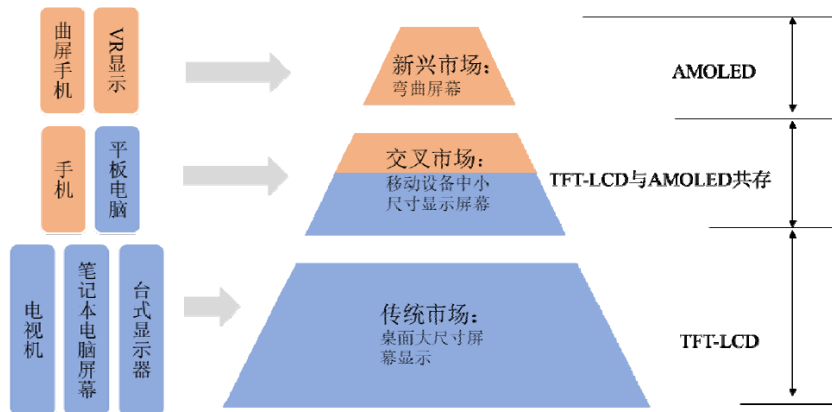 曲屏手机
VR显示
新兴市场：
弯曲屏幕
AMOLED
手机
平板电脑
交叉市场：
移动设备中小
尺寸显示屏幕
TFT-LCD与AMOLED共存
电视机
笔记本电脑屏幕
台式显示器
传统市场：
桌面大尺寸屏
幕显示
TFT-LCD